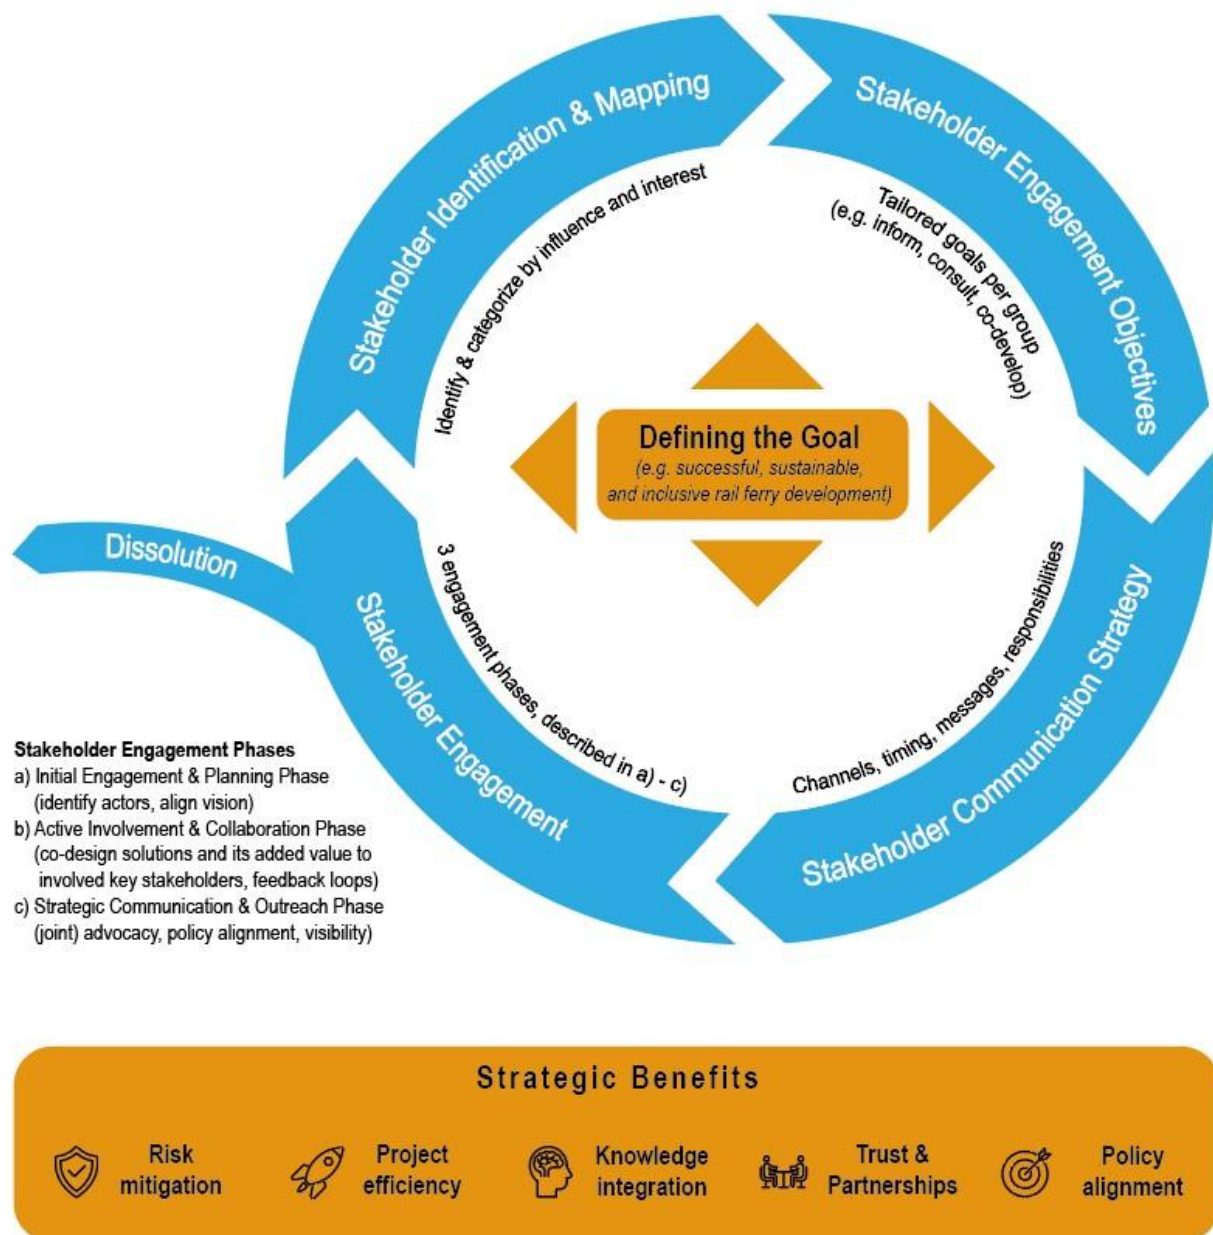 Stakeholder Identification & Mapping
Identify & categorize by influence and interest
Stakeholder Engagement Objectives
Tailored goals per group
(e.g. inform, consult, co-develop)
Defining the Goal
(e.g. successful, sustainable,
and inclusive rail ferry development)
Stakeholder Communication Strategy
Channels, timing, messages, responsibilities
Stakeholder Engagement
3 engagement phases, described in a) - c)
Dissolution
Stakeholder Engagement Phases
a) Initial Engagement & Planning Phase
(identify actors, align vision)
b) Active Involvement & Collaboration Phase
(co-design solutions and its added value to
involved key stakeholders, feedback loops)
c) Strategic Communication & Outreach Phase
(joint) advocacy, policy alignment, visibility)
Strategic Benefits
Risk
mitigation
Project
efficiency
Knowledge
integration
Trust &
Partnerships
Policy
alignment